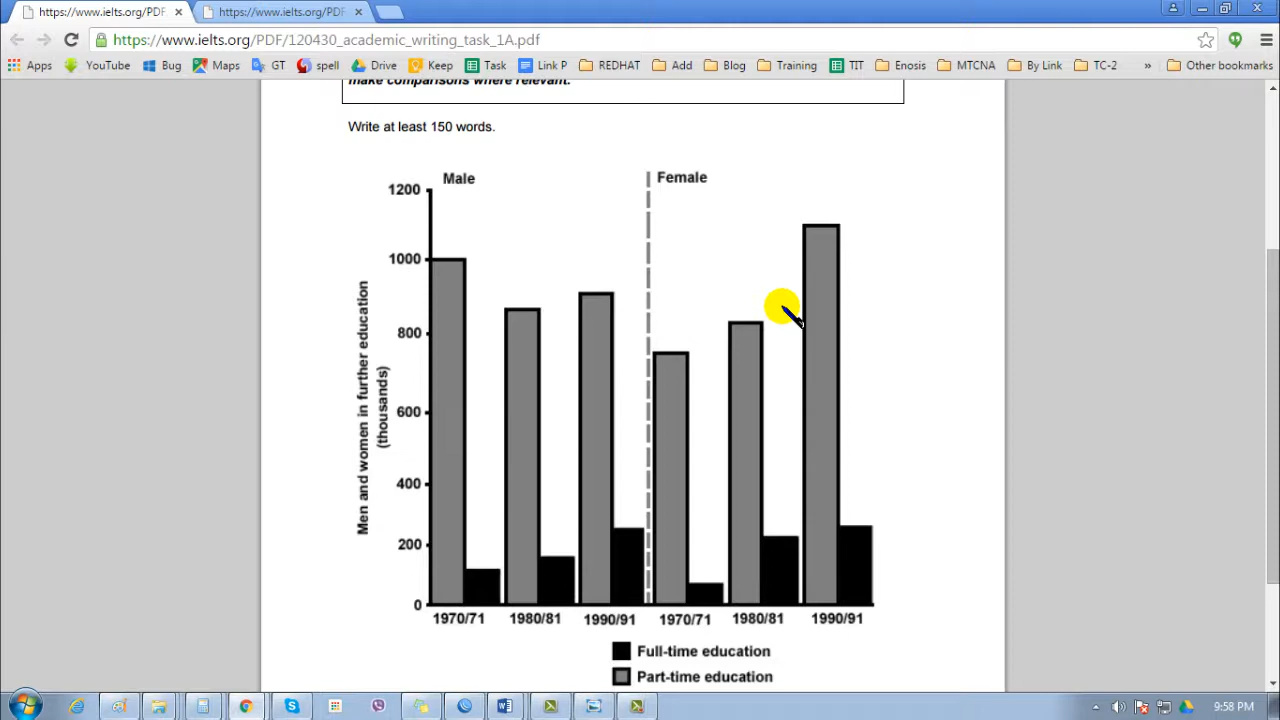 https://www.ielts.org/PDF × https://www.ielts.org/PDF ×
https://www.ielts.org/PDF/120430_academic_writing_task_1A.pdf
Apps YouTube Bug Maps GT spell Drive Keep Task Link P REDHAT Add Blog Training TIT Enosis MTCNA By Link TC-2 » Other bookmarks
make comparisons where relevant.
Write at least 150 words.
Male Female
Men and women in further education
(thousands)
1200
1000
800
600
400
200
0
1970/71 1980/81 1990/91 1970/71 1980/81 1990/91
Full-time education
Part-time education
9:58 PM